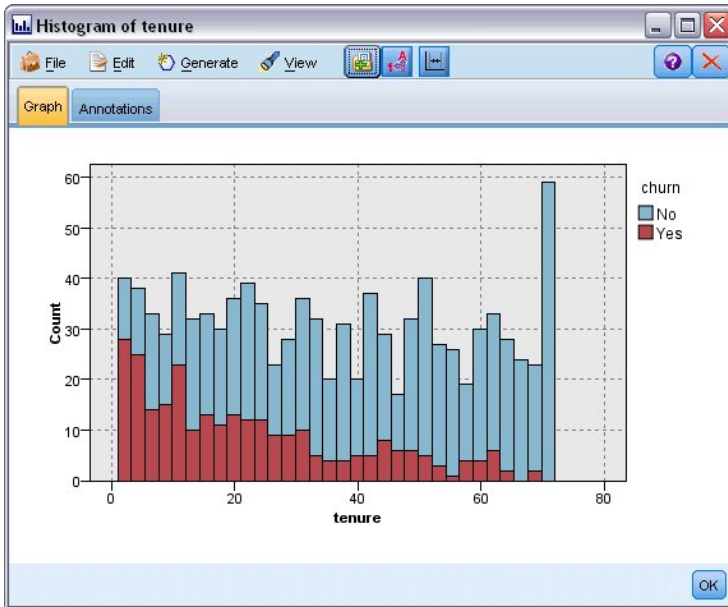 Histogram of tenure
File Edit Generate View
Graph Annotations
60
50
40
30
20
10
0
Count
0 20 40 60 80
tenure
churn
No
Yes
OK